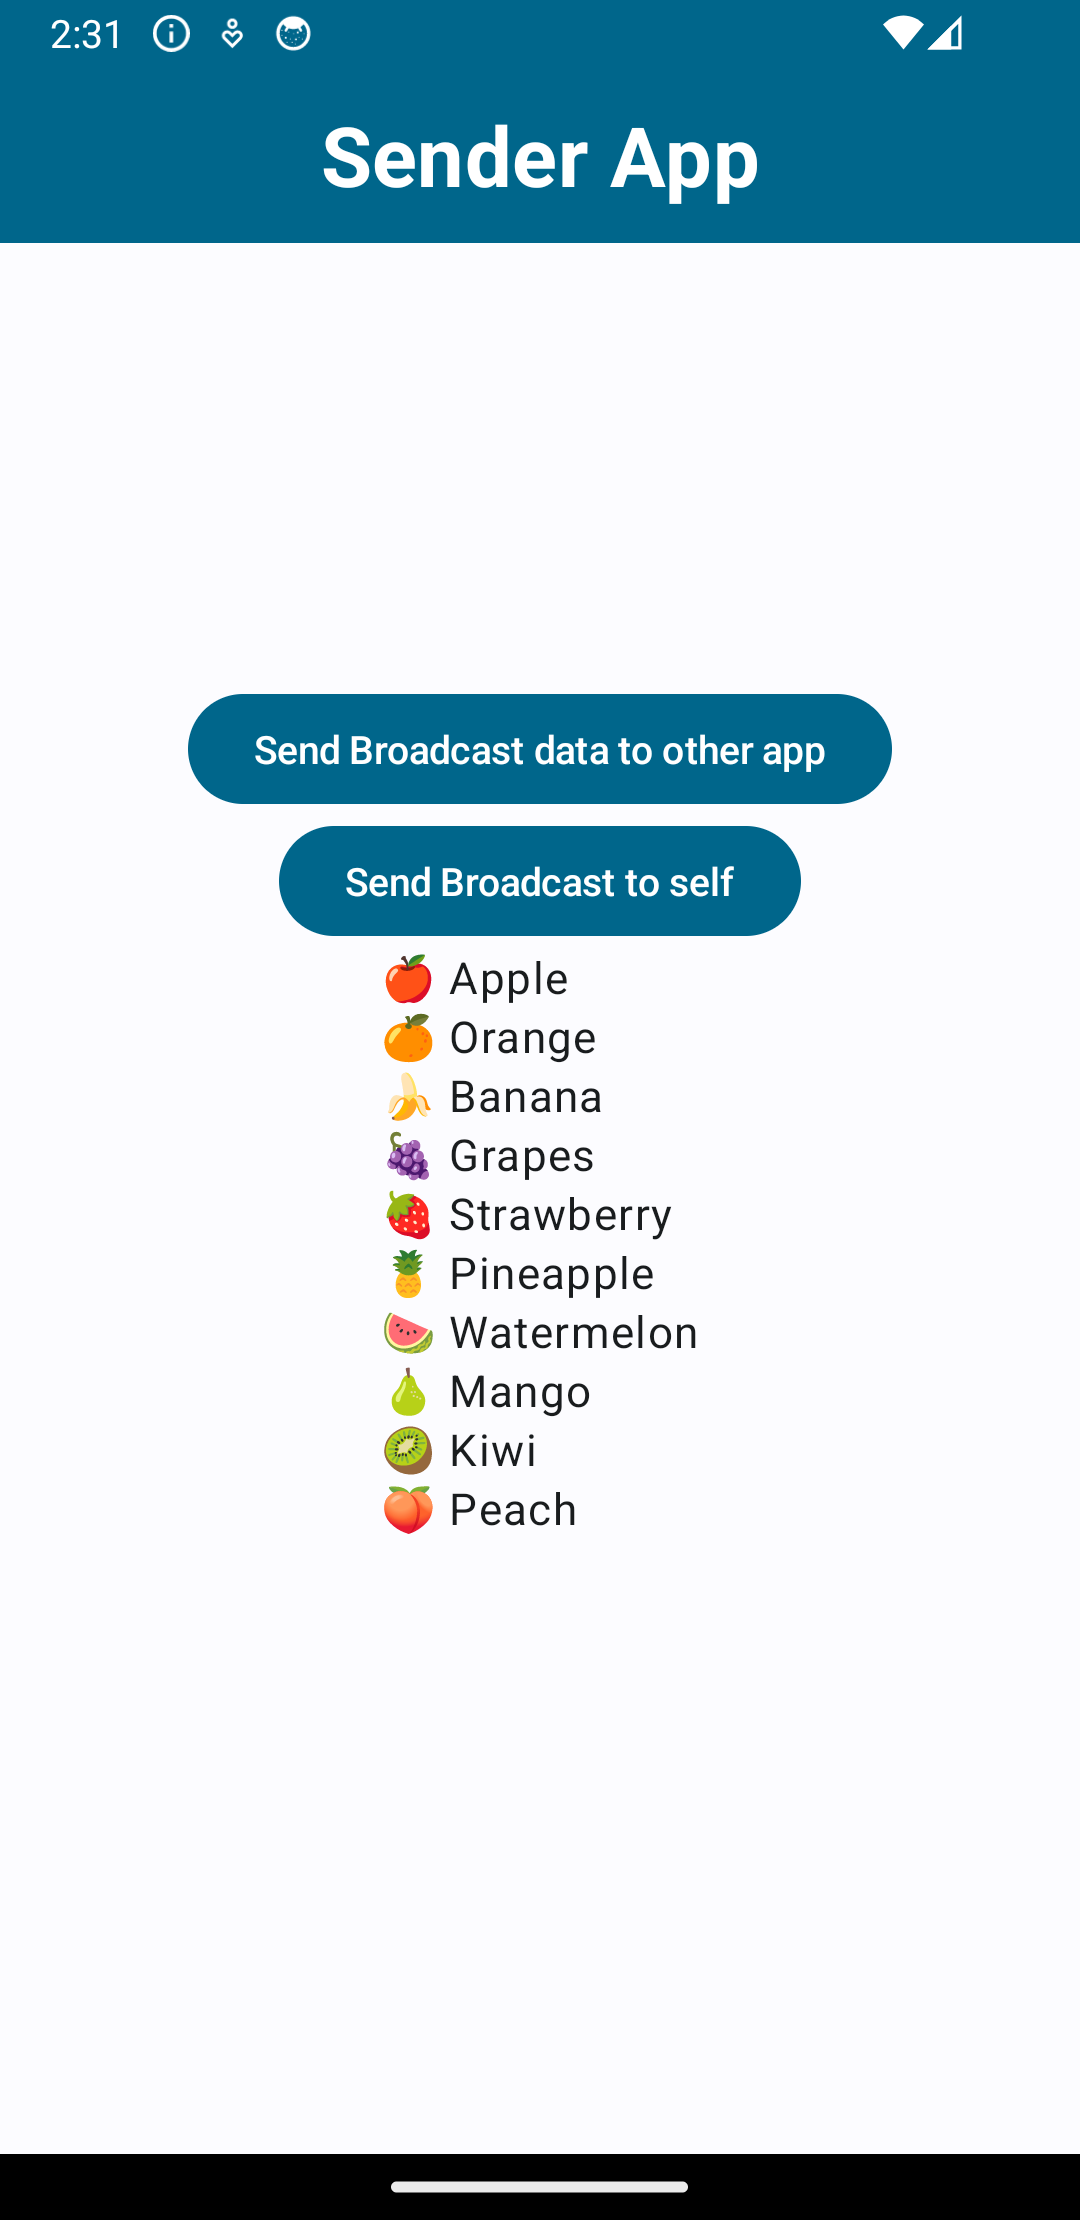 2:31
Sender App
Send Broadcast data to other app
Send Broadcast to self
🍎 Apple
🍊 Orange
🍌 Banana
🍇 Grapes
🍓 Strawberry
🍍 Pineapple
🍉 Watermelon
🍐 Mango
🥝 Kiwi
🍑 Peach